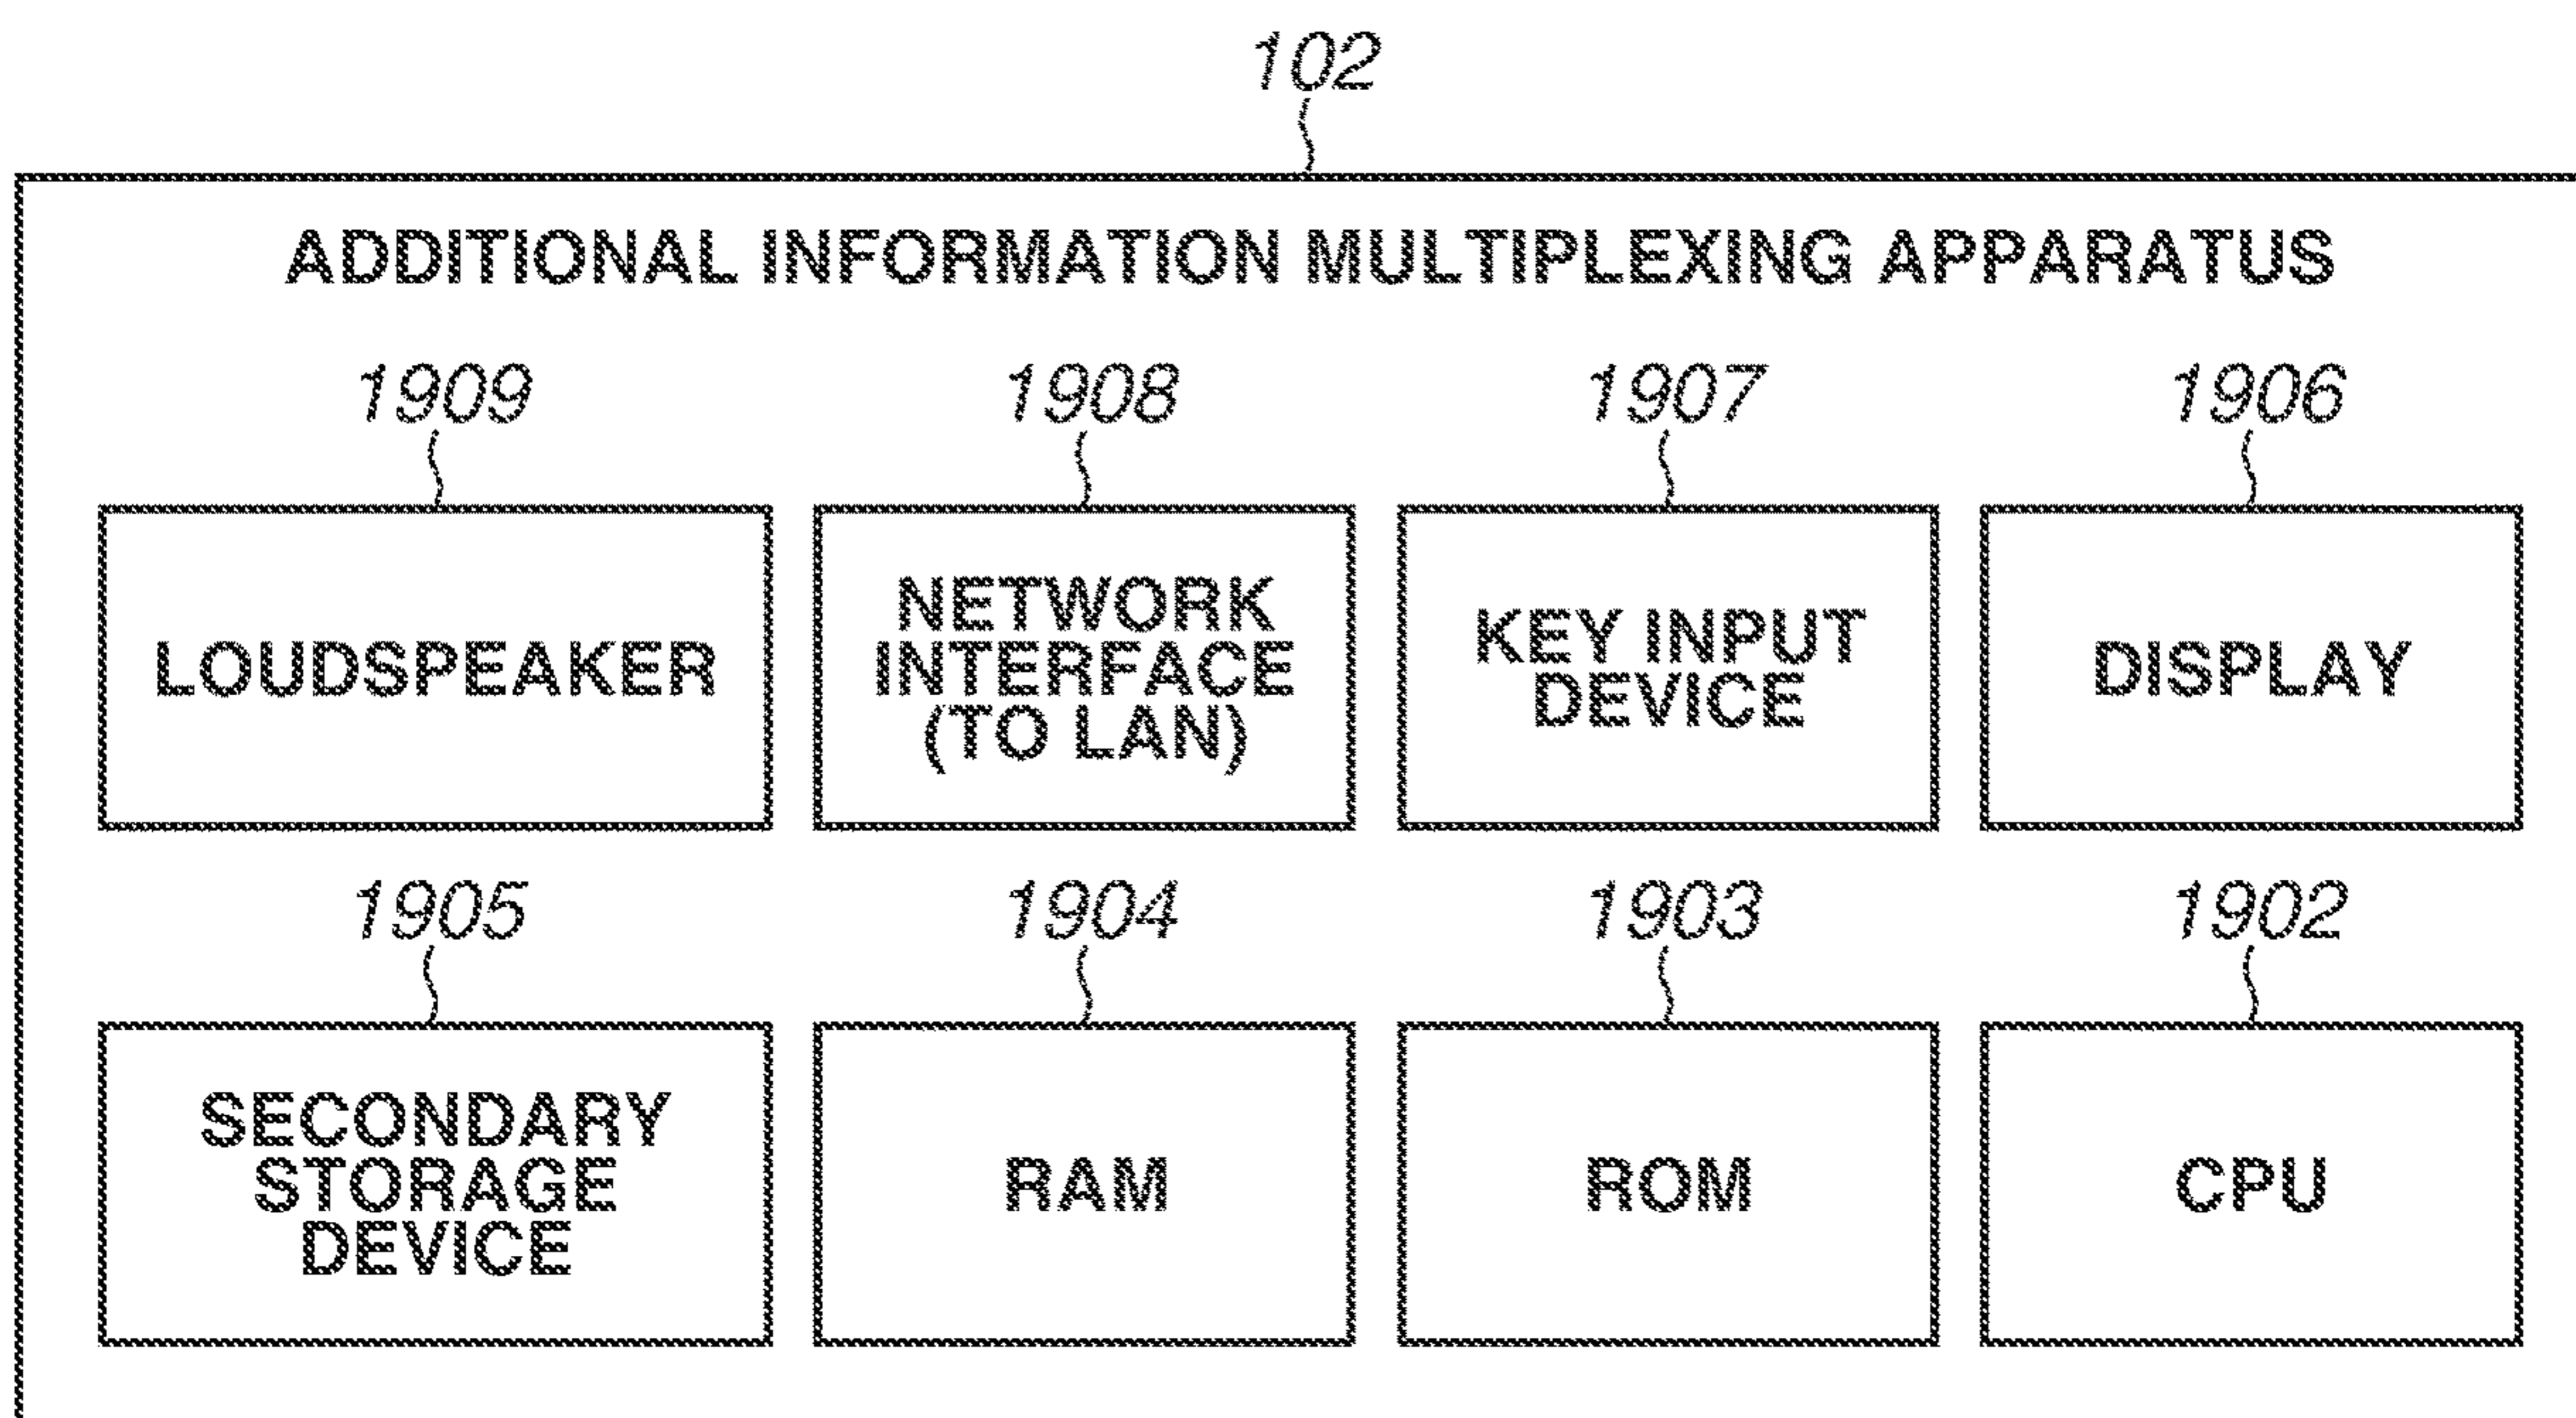 102
ADDITIONAL INFORMATION MULTIPLEXING APPARATUS
1909
1908
1907
1906
LOUDSPEAKER
NETWORK
INTERFACE
(TO LAN)
KEY INPUT
DEVICE
DISPLAY
1905
1904
1903
1902
SECONDARY
STORAGE
DEVICE
RAM
ROM
CPU